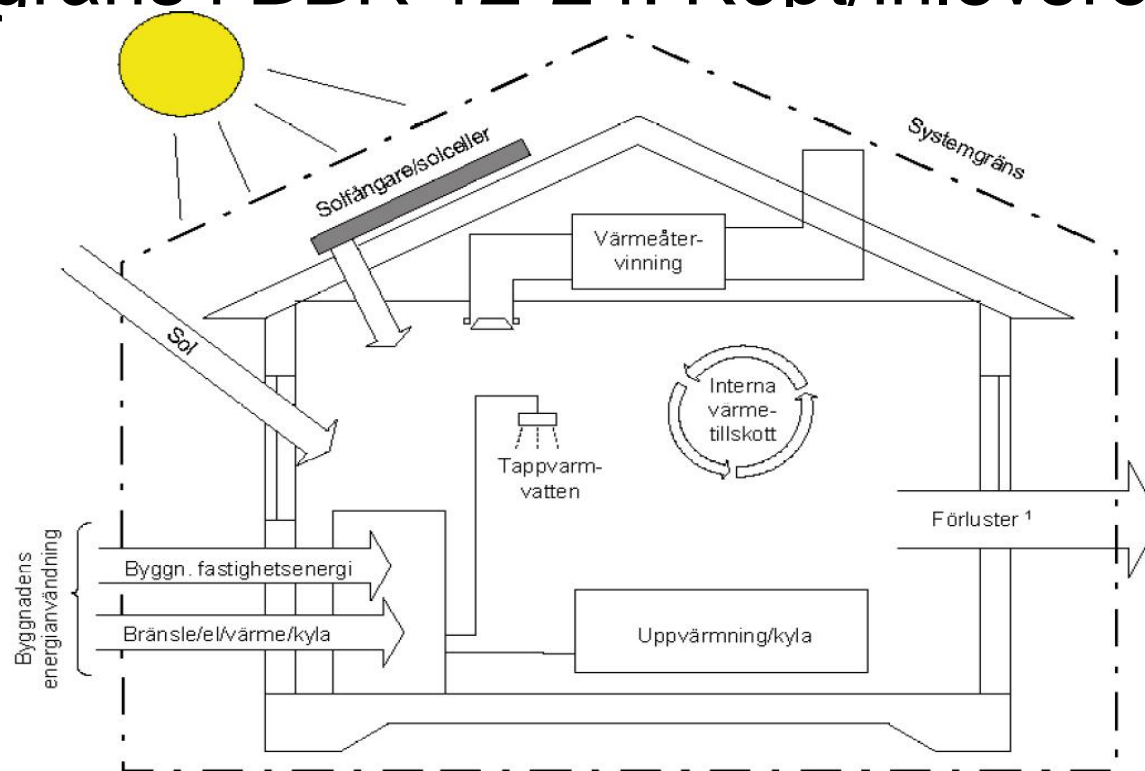 Systemgräns
Solfångare/solceller
Värmeåter-
vinning
Sol
Interna
värme-
tillskott
Tappvarm-
vatten
Förluster 1
Byggnadens
energianvändning
Byggn. fastighetsenergi
Bränsle/el/värme/kyla
Uppvärmning/kyla